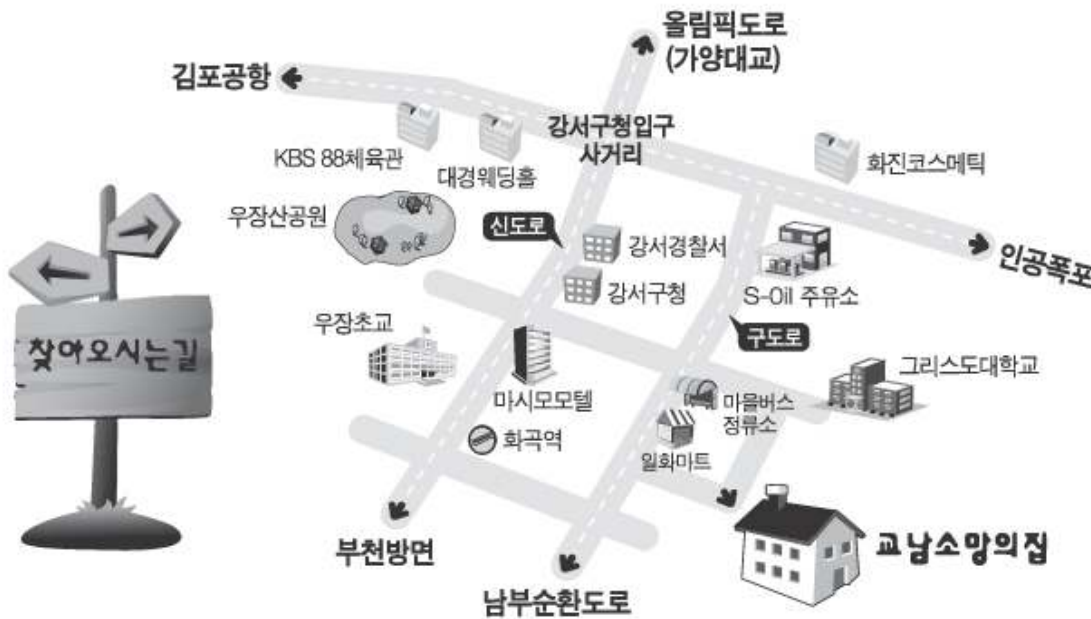 올림픽도로
(가양대교)
김포공항
강서구청입구
사거리
KBS 88체육관
대경웨딩홀
화진코스메틱
우장산공원
신도로
강서경찰서
인공폭포
강서구청
S-Oil 주유소
우장초교
구도로
찾아오시는길
그리스도대학교
마시모모텔
마을버스
정류소
화곡역
일화마트
교남소망의집
부천방면
남부순환도로